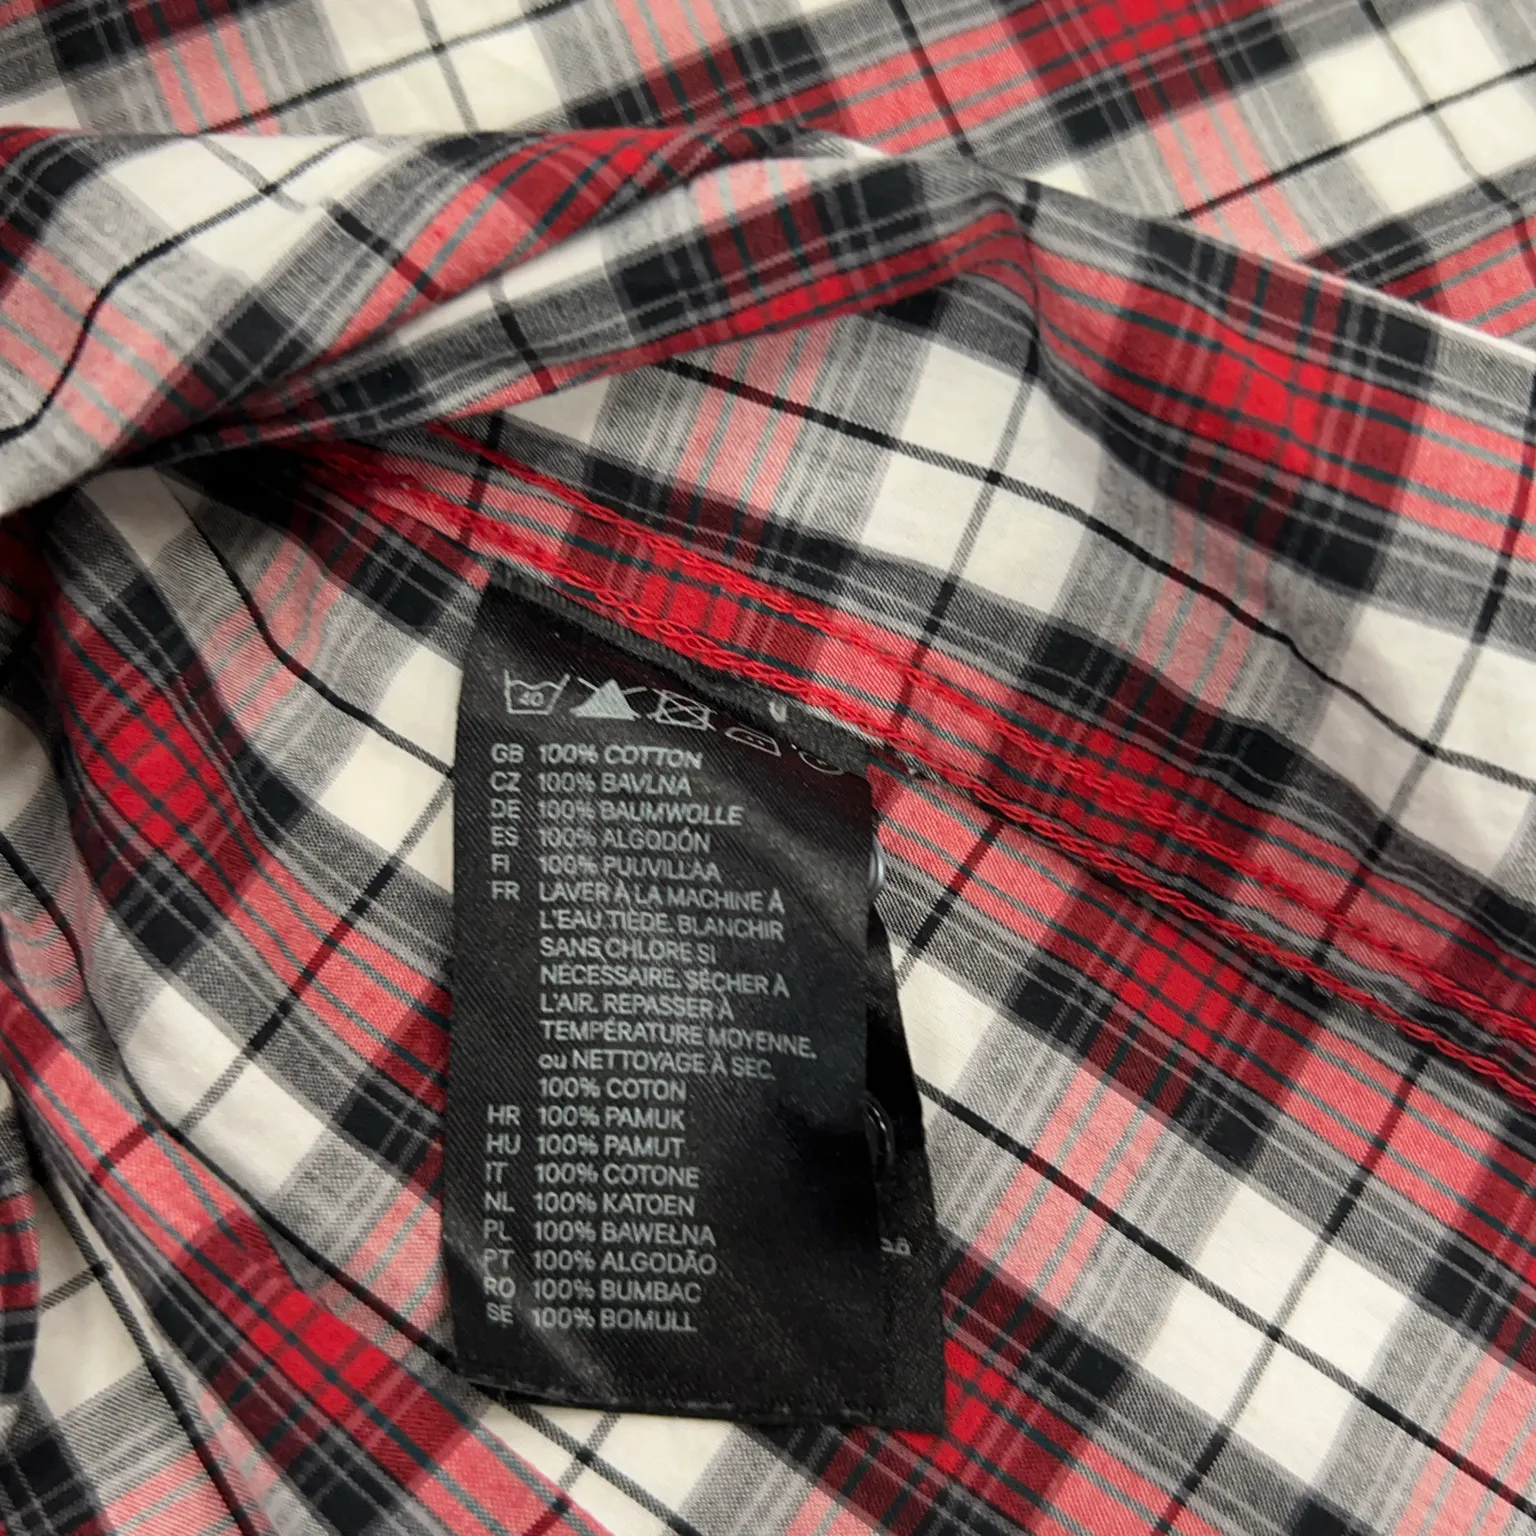 40
GB 100% COTTON
CZ 100% BAVLNA
DE 100% BAUMWOLLE
ES 100% ALGODÓN
FI 100% PUUVILLAA
FR LAVER À LA MACHINE À
L'EAU TIÈDE. BLANCHIR
SANS CHLORE SI
NÉCESSAIRE. SÉCHER À
L'AIR. REPASSER À
TEMPÉRATURE MOYENNE.
ou NETTOYAGE À SEC.
100% COTON
HR 100% PAMUK
HU 100% PAMUT
IT 100% COTONE
NL 100% KATOEN
PL 100% BAWEŁNA
PT 100% ALGODÃO
RO 100% BUMBAC
SE 100% BOMULL